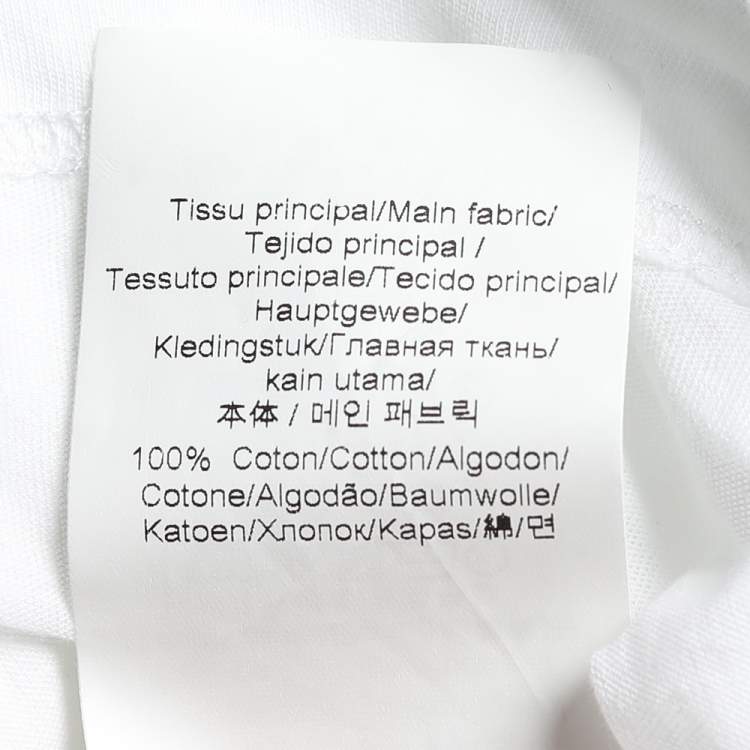 Tissu principal/Main fabric/
Tejido principal /
Tessuto principale/Tecido principal/
Hauptgewebe/
Kledingstuk/Главная ткань/
kain utama/
本体 / 메인 패브릭
100% Coton/Cotton/Algodon/
Cotone/Algodão/Baumwolle/
Katoen/Хлопок/Kapas/綿/면